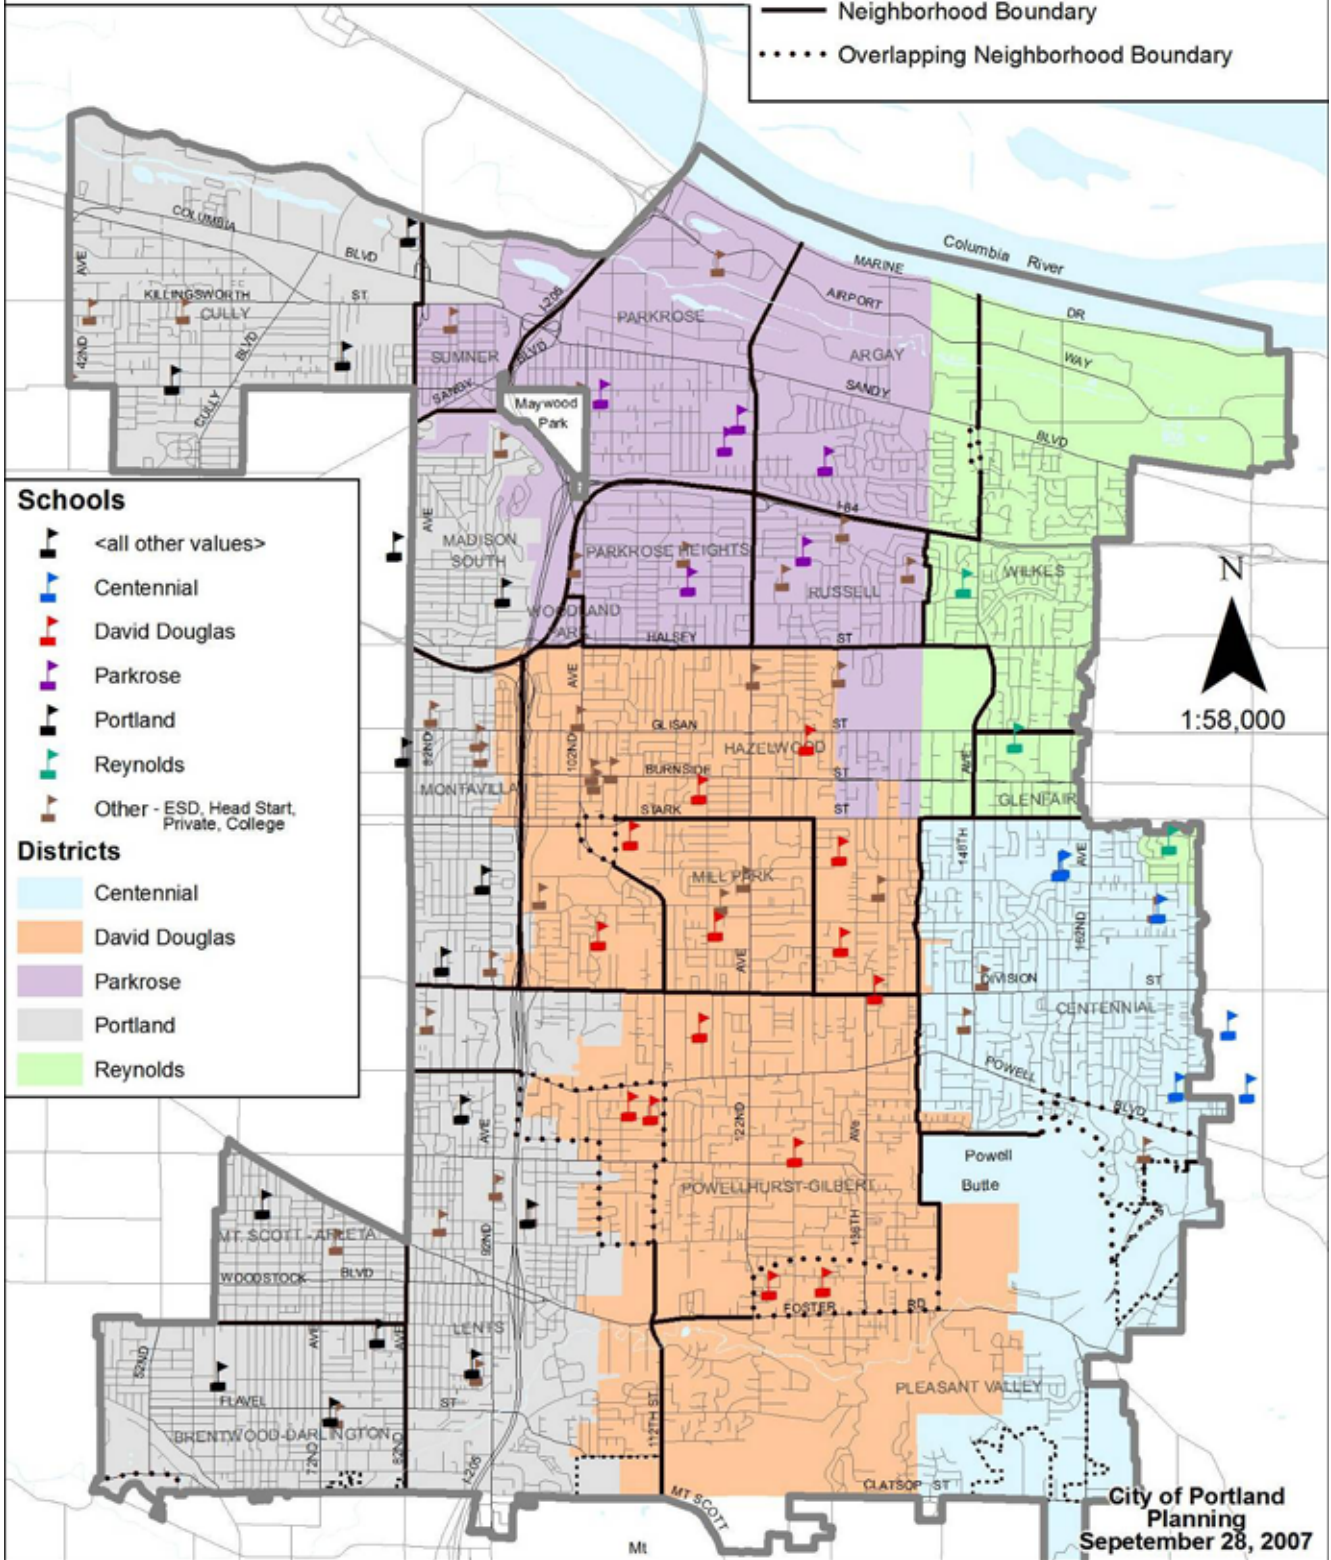 Neighborhood Boundary
Overlapping Neighborhood Boundary
Columbia River
COLUMBIA
BLVD
MARINE
DR
AIRPORT
WAY
AVE
KILLINGSWORTH
ST
CULLY
I-205
PARKROSE
42ND
BLVD
SUMNER
BLVD
ARGAY
SANDY
SANDY
BLVD
CULLY
Maywood
Park
Schools
<all other values>
Centennial
David Douglas
Parkrose
Portland
Reynolds
Other - ESD, Head Start,
Private, College
Districts
Centennial
David Douglas
Parkrose
Portland
Reynolds
AVE
MADISON
SOUTH
I-84
PARKROSE HEIGHTS
RUSSELL
WILKES
N
1:58,000
WOODLAND
PARK
HALSEY
ST
AVE
GLISAN
ST
102ND
82ND
HAZELWOOD
BURNSIDE
ST
AVE
MONTAVILLA
STARK
ST
GLENFAIR
148TH
AVE
MILL PARK
162ND
AVE
DIVISION
ST
CENTENNIAL
POWELL
BLVD
AVE
122ND
AVE
Powell
Butte
POWELLHURST-GILBERT
136TH
92ND
MT. SCOTT - ARLETA
WOODSTOCK
BLVD
FOSTER
RD
LENTS
AVE
AVE
52ND
FLAVEL
ST
PLEASANT VALLEY
112TH ST
BRENTWOOD-DARLINGTON
72ND
82ND
I-205
MT SCOTT
CLATSOP ST
Mt
City of Portland
Planning
Sepetember 28, 2007